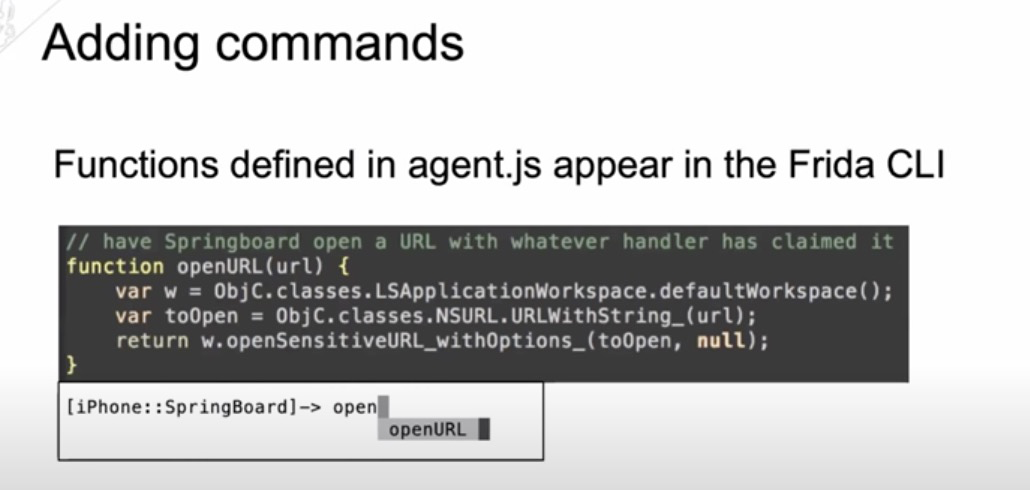 Adding commands
Functions defined in agent.js appear in the Frida CLI
// have Springboard open a URL with whatever handler has claimed it
function openURL(url) {
    var w = ObjC.classes.LSApplicationWorkspace.defaultWorkspace();
    var toOpen = ObjC.classes.NSURL.URLWithString_(url);
    return w.openSensitiveURL_withOptions_(toOpen, null);
}
[iPhone::SpringBoard]-> open
openURL